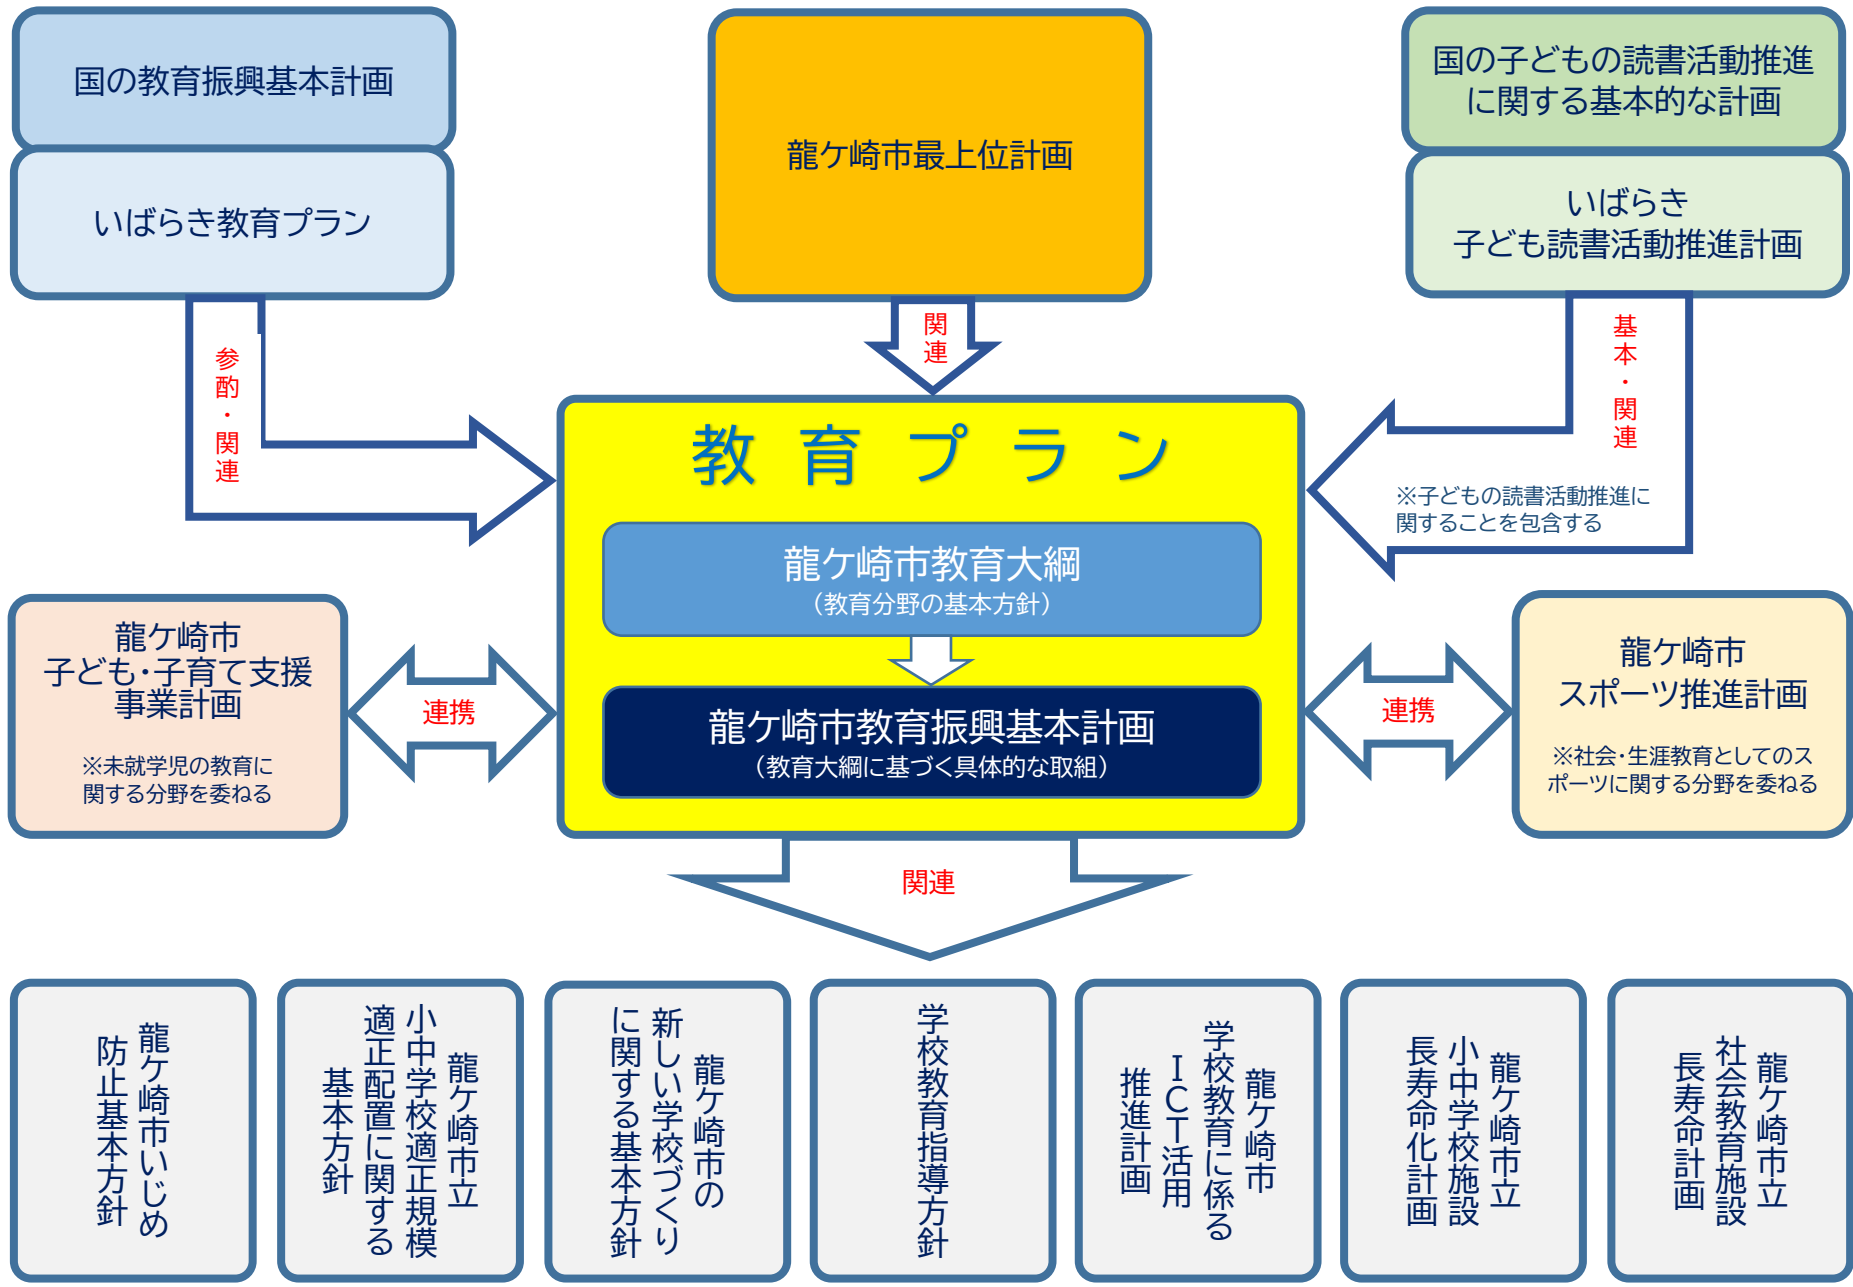 国の教育振興基本計画
いばらき教育プラン
龍ケ崎市最上位計画
国の子どもの読書活動推進
に関する基本的な計画
いばらき
子ども読書活動推進計画
参酌・関連
関連
基本・関連
※子どもの読書活動推進に
関することを包含する
教育プラン
龍ケ崎市教育大綱
（教育分野の基本方針）
龍ケ崎市教育振興基本計画
（教育大綱に基づく具体的な取組）
龍ケ崎市
子ども・子育て支援
事業計画
※未就学児の教育に
関する分野を委ねる
連携
連携
龍ケ崎市
スポーツ推進計画
※社会・生涯教育としてのス
ポーツに関する分野を委ねる
関連
龍ケ崎市いじめ
防止基本方針
龍ケ崎市立
小中学校適正規模
適正配置に関する
基本方針
龍ケ崎市の
新しい学校づくり
に関する基本方針
学校教育指導方針
龍ケ崎市
学校教育に係る
ＩＣＴ活用
推進計画
龍ケ崎市立
小中学校施設
長寿命化計画
龍ケ崎市立
社会教育施設
長寿命計画